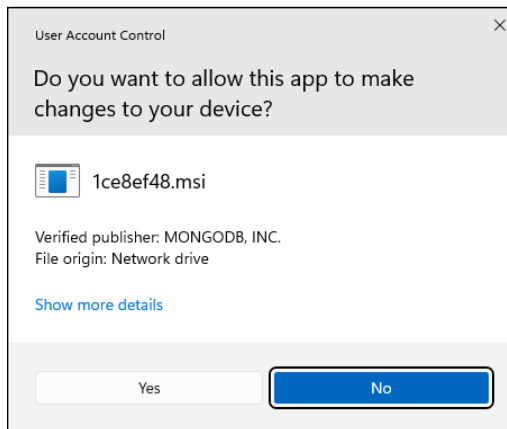 User Account Control
Do you want to allow this app to make
changes to your device?
1ce8ef48.msi
Verified publisher: MONGODB, INC.
File origin: Network drive
Show more details
Yes
No